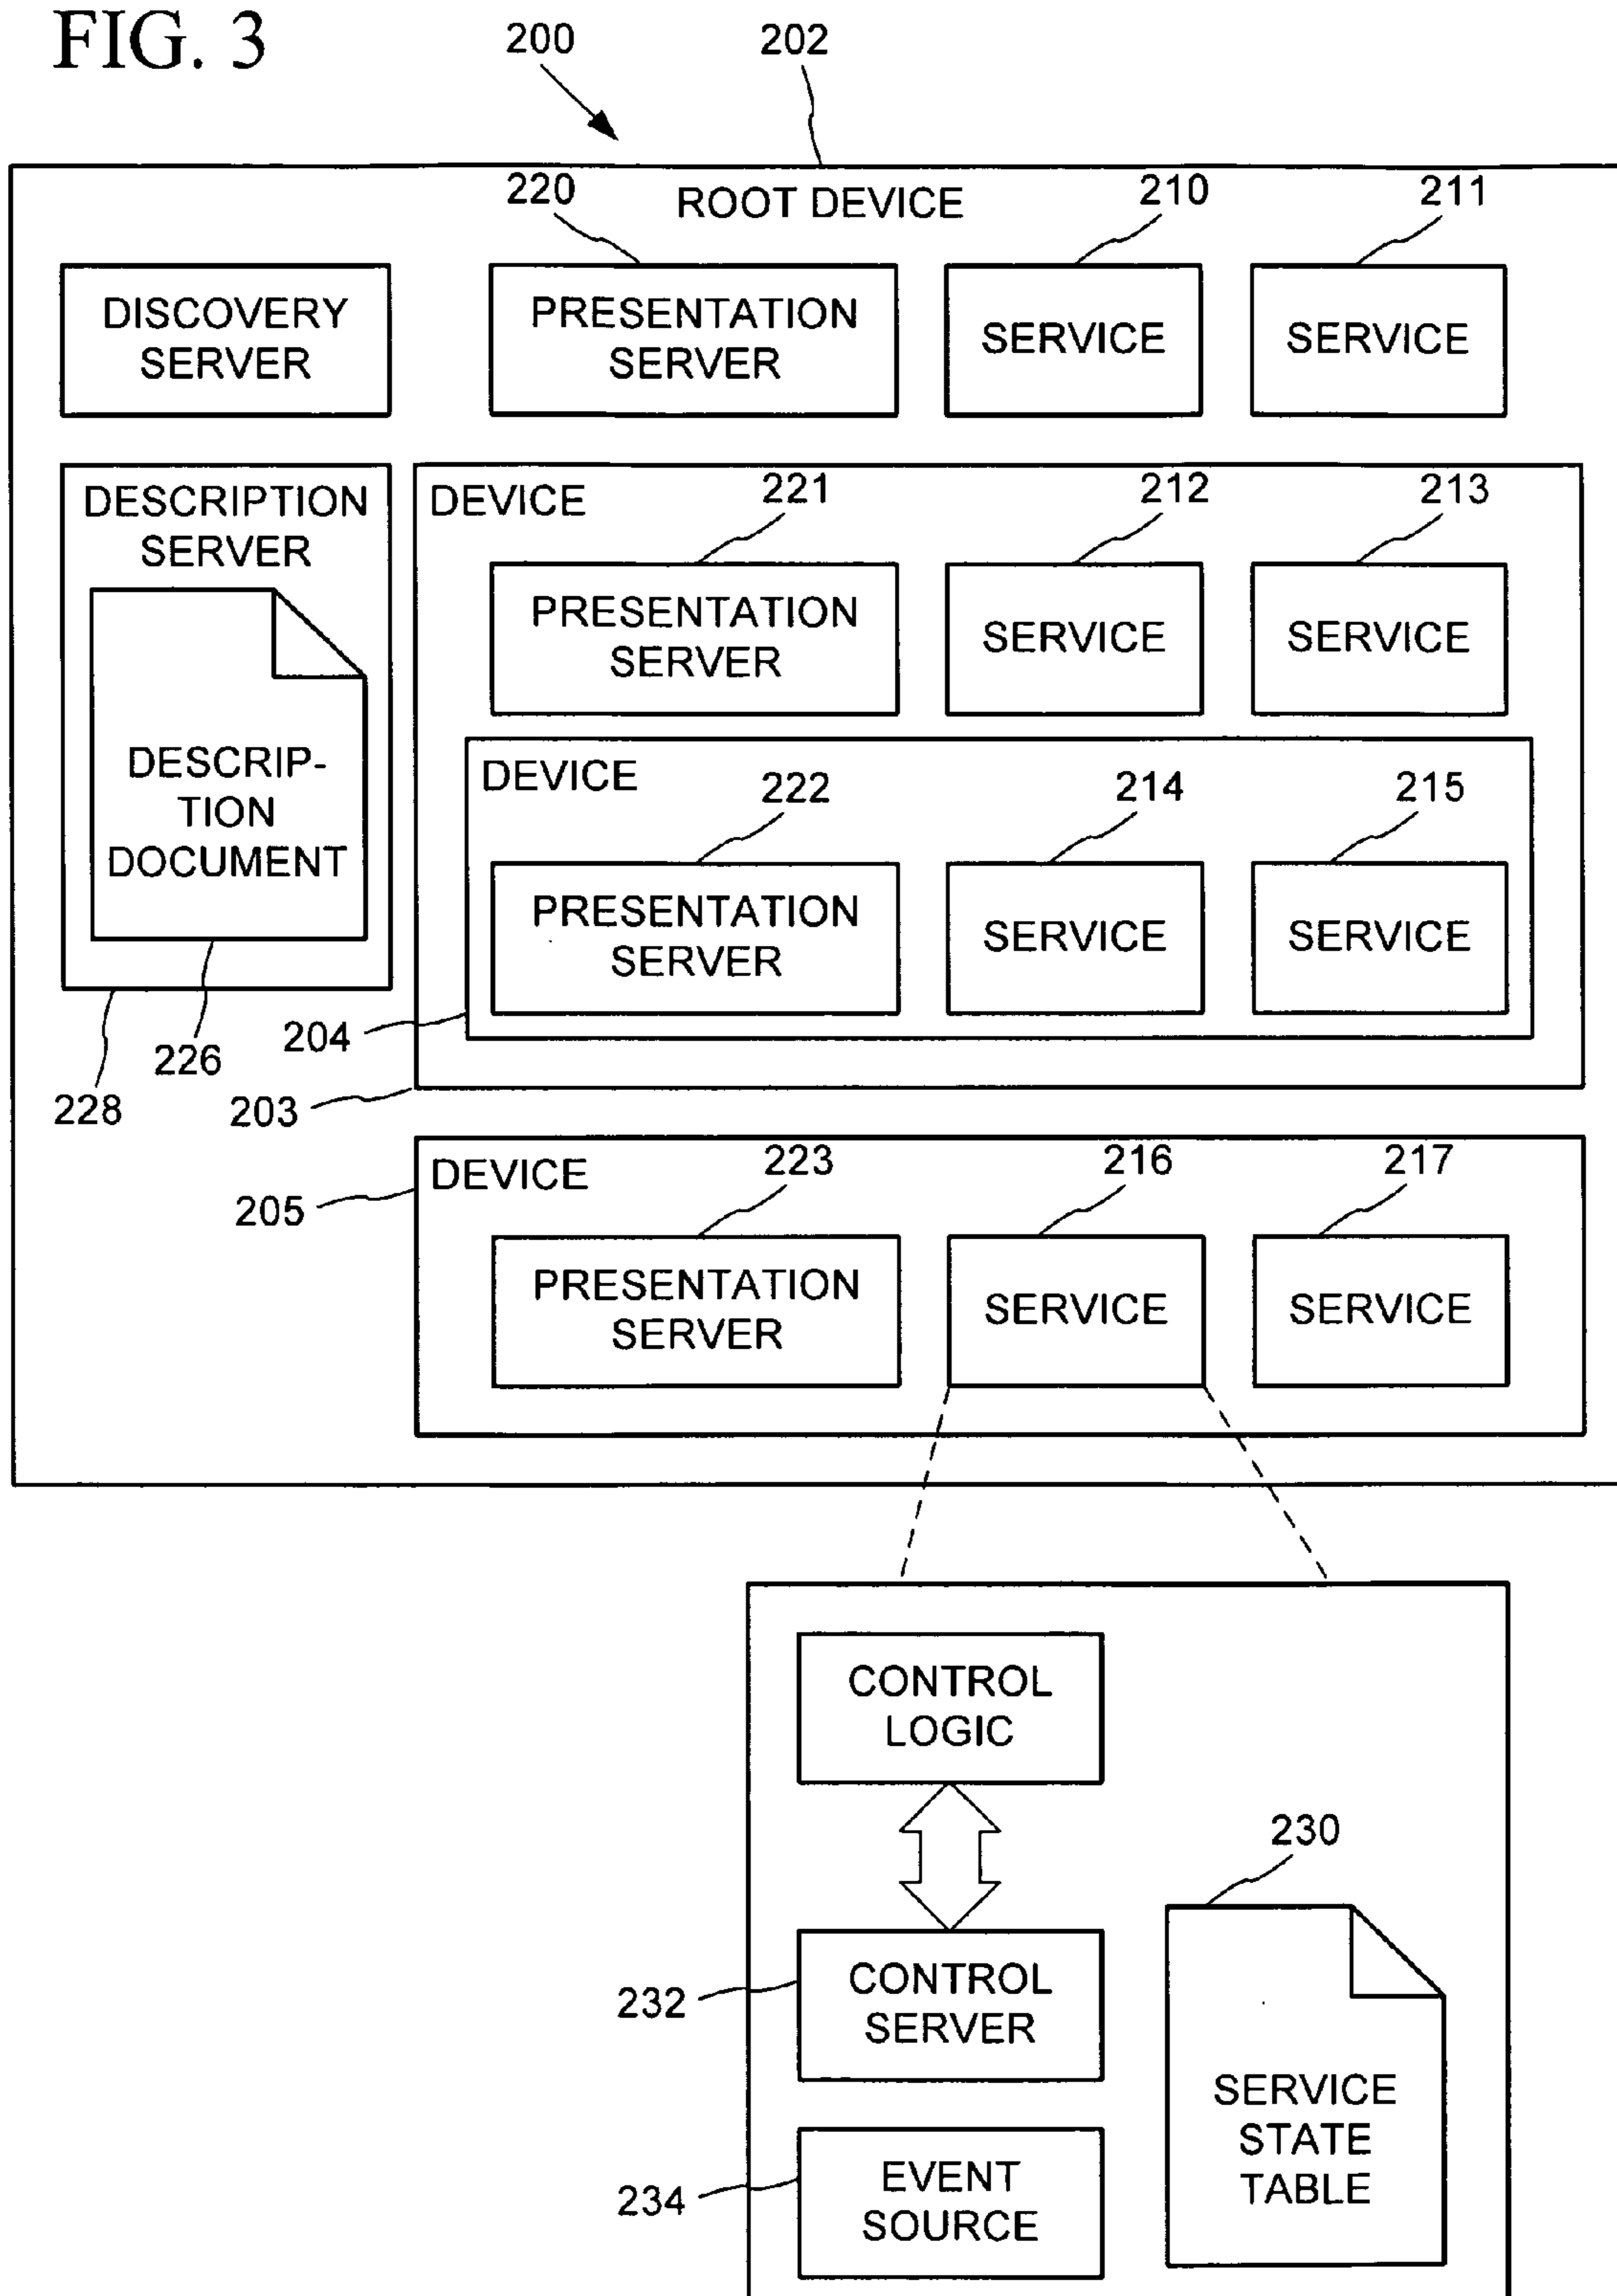 FIG. 3
200
202
ROOT DEVICE
220
210
211
DISCOVERY
SERVER
PRESENTATION
SERVER
SERVICE
SERVICE
DESCRIPTION
SERVER
DESCRIP-
TION
DOCUMENT
226
228
DEVICE
221
212
213
PRESENTATION
SERVER
SERVICE
SERVICE
DEVICE
222
214
215
PRESENTATION
SERVER
SERVICE
SERVICE
204
203
DEVICE
205
223
216
217
PRESENTATION
SERVER
SERVICE
SERVICE
CONTROL
LOGIC
230
232
CONTROL
SERVER
234
EVENT
SOURCE
SERVICE
STATE
TABLE